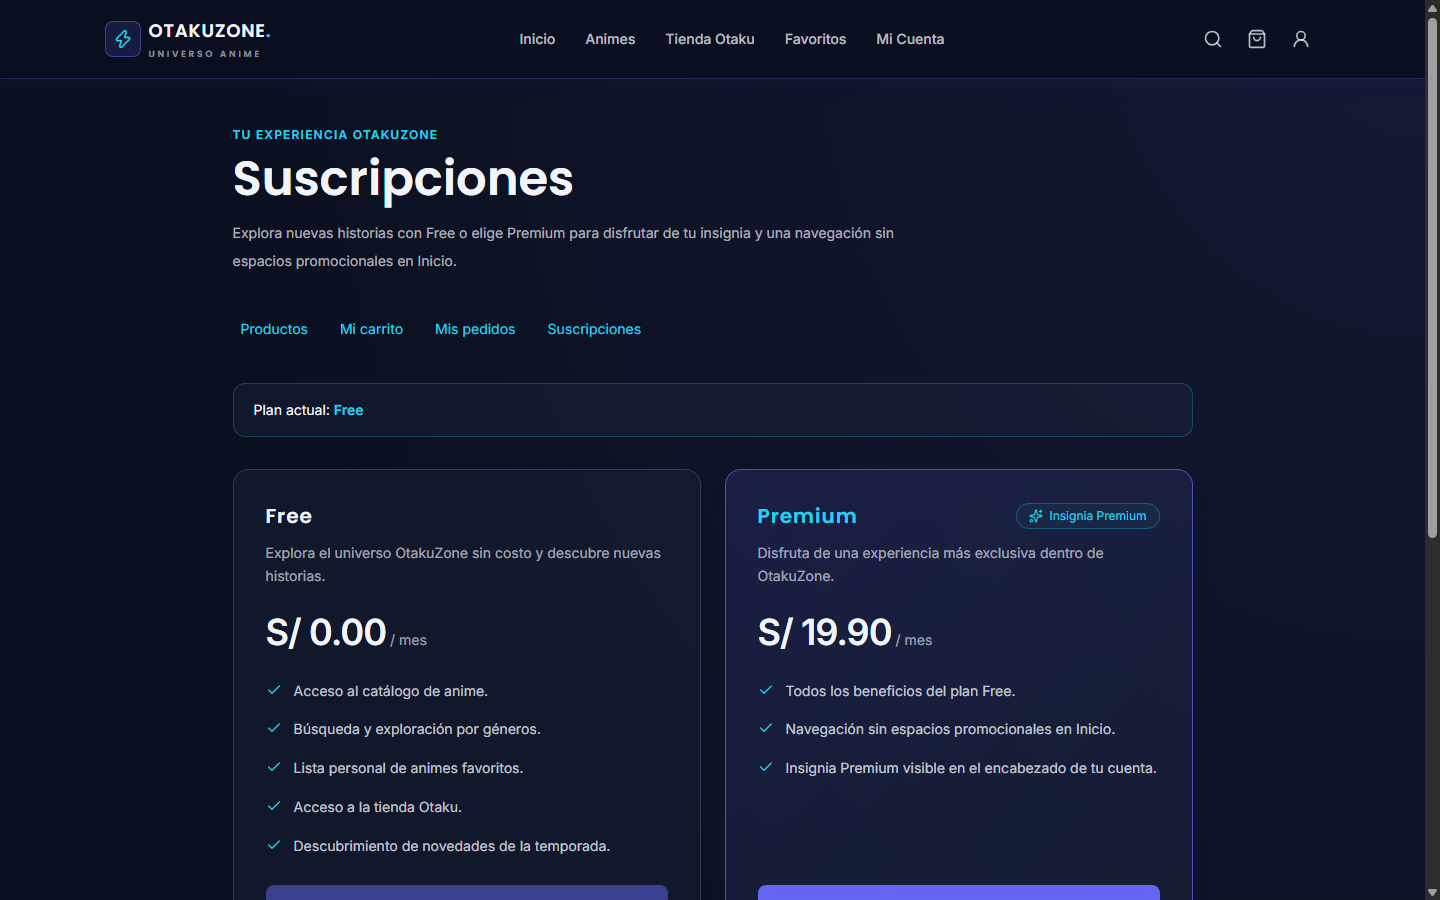 OTAKUZONE.
UNIVERSO ANIME
Inicio
Animes
Tienda Otaku
Favoritos
Mi Cuenta
TU EXPERIENCIA OTAKUZONE
Suscripciones
Explora nuevas historias con Free o elige Premium para disfrutar de tu insignia y una navegación sin
espacios promocionales en Inicio.
Productos
Mi carrito
Mis pedidos
Suscripciones
Plan actual: Free
Free
Explora el universo OtakuZone sin costo y descubre nuevas
historias.
S/ 0.00 / mes
Acceso al catálogo de anime.
Búsqueda y exploración por géneros.
Lista personal de animes favoritos.
Acceso a la tienda Otaku.
Descubrimiento de novedades de la temporada.
Premium
Insignia Premium
Disfruta de una experiencia más exclusiva dentro de
OtakuZone.
S/ 19.90 / mes
Todos los beneficios del plan Free.
Navegación sin espacios promocionales en Inicio.
Insignia Premium visible en el encabezado de tu cuenta.